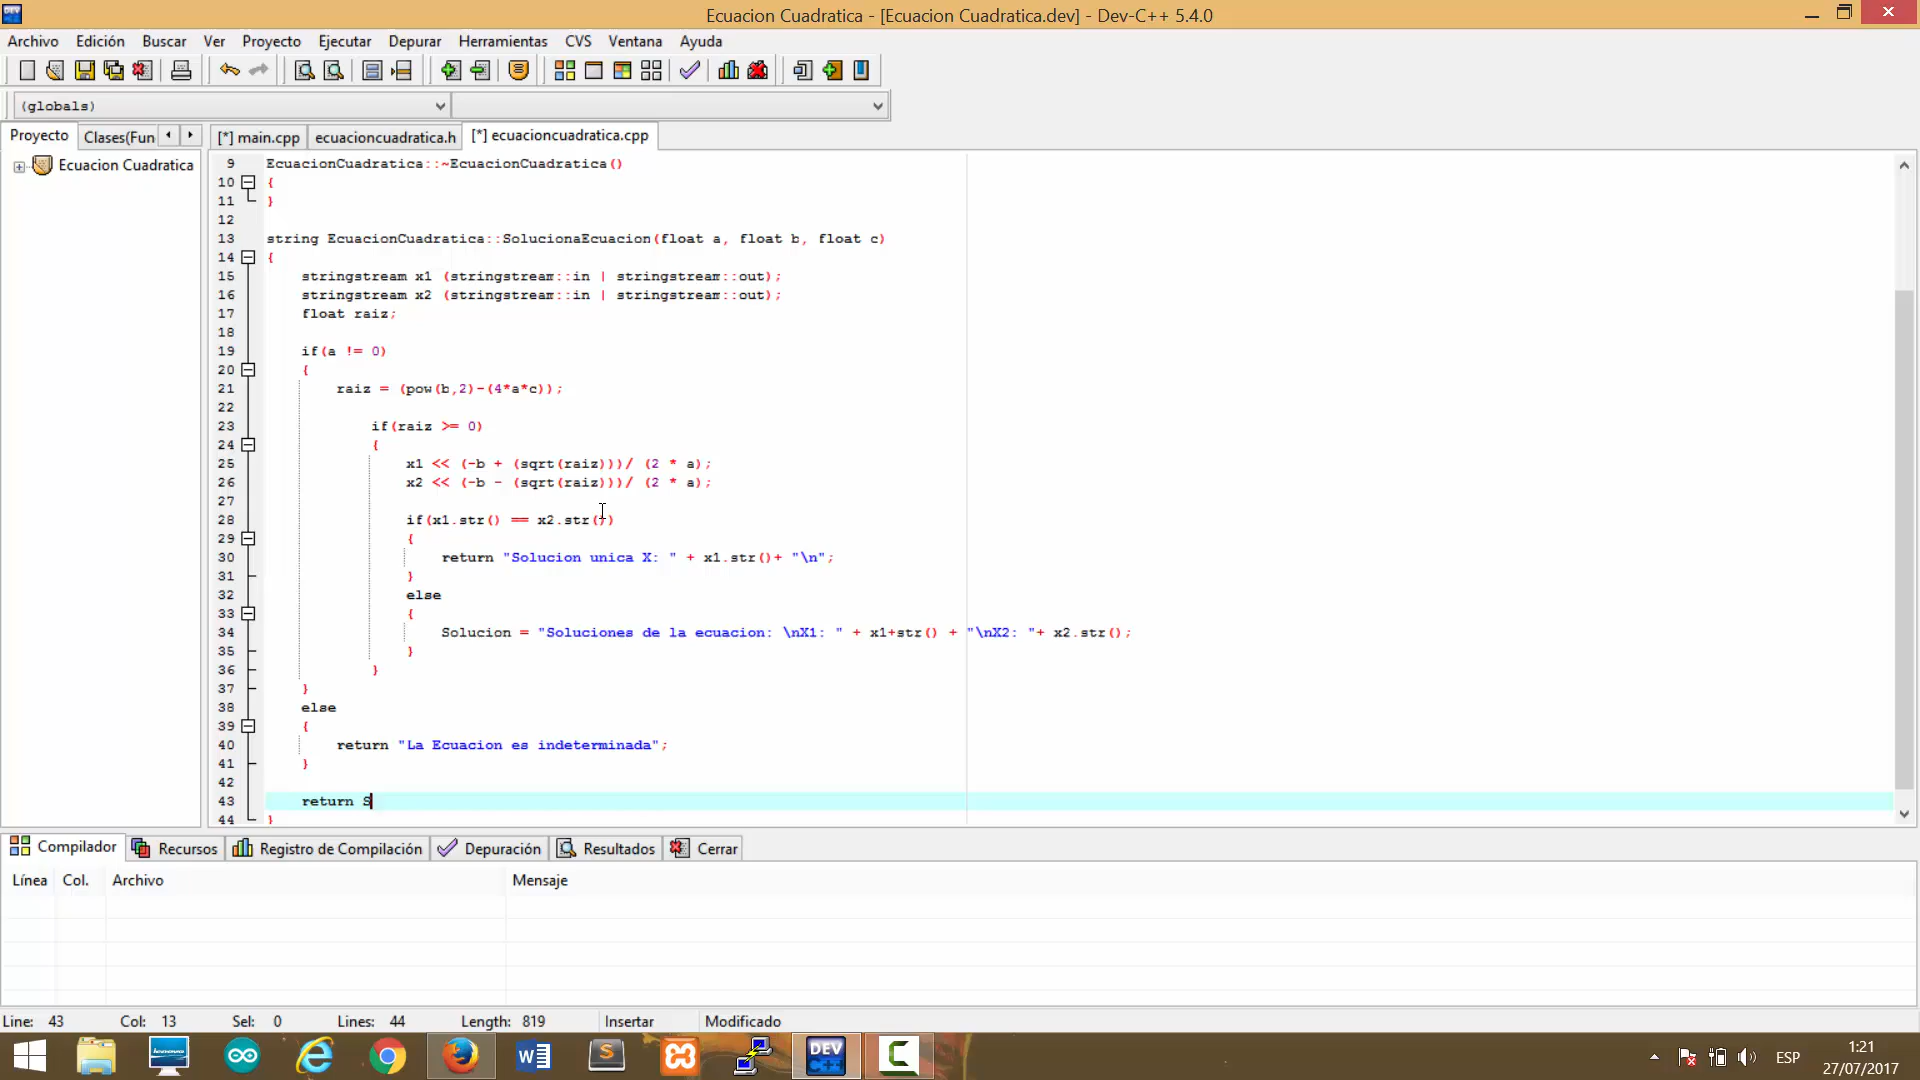 Ecuacion Cuadratica - [Ecuacion Cuadratica.dev] - Dev-C++ 5.4.0
Archivo Edición Buscar Ver Proyecto Ejecutar Depurar Herramientas CVS Ventana Ayuda
(globals)
Proyecto Clases(Fun [*] main.cpp ecuacioncuadratica.h [*] ecuacioncuadratica.cpp
Ecuacion Cuadratica
9 EcuacionCuadratica::~EcuacionCuadratica()
10 {
11 }
12
13 string EcuacionCuadratica::SolucionaEcuacion(float a, float b, float c)
14 {
15 stringstream x1 (stringstream::in | stringstream::out);
16 stringstream x2 (stringstream::in | stringstream::out);
17 float raiz;
18
19 if(a != 0)
20 {
21 raiz = (pow(b,2)-(4*a*c));
22
23 if(raiz >= 0)
24 {
25 x1 << (-b + (sqrt(raiz)))/ (2 * a);
26 x2 << (-b - (sqrt(raiz)))/ (2 * a);
27
28 if(x1.str() == x2.str())
29 {
30 return "Solucion unica X: " + x1.str()+ "\n";
31 }
32 else
33 {
34 Solucion = "Soluciones de la ecuacion: \nX1: " + x1+str() + "\nX2: "+ x2.str();
35 }
36 }
37 }
38 else
39 {
40 return "La Ecuacion es indeterminada";
41 }
42
43 return S
44 }
Compilador Recursos Registro de Compilación Depuración Resultados Cerrar
Línea Col. Archivo Mensaje
Line: 43 Col: 13 Sel: 0 Lines: 44 Length: 819 Insertar Modificado
DEV C++
ESP
1:21
27/07/2017